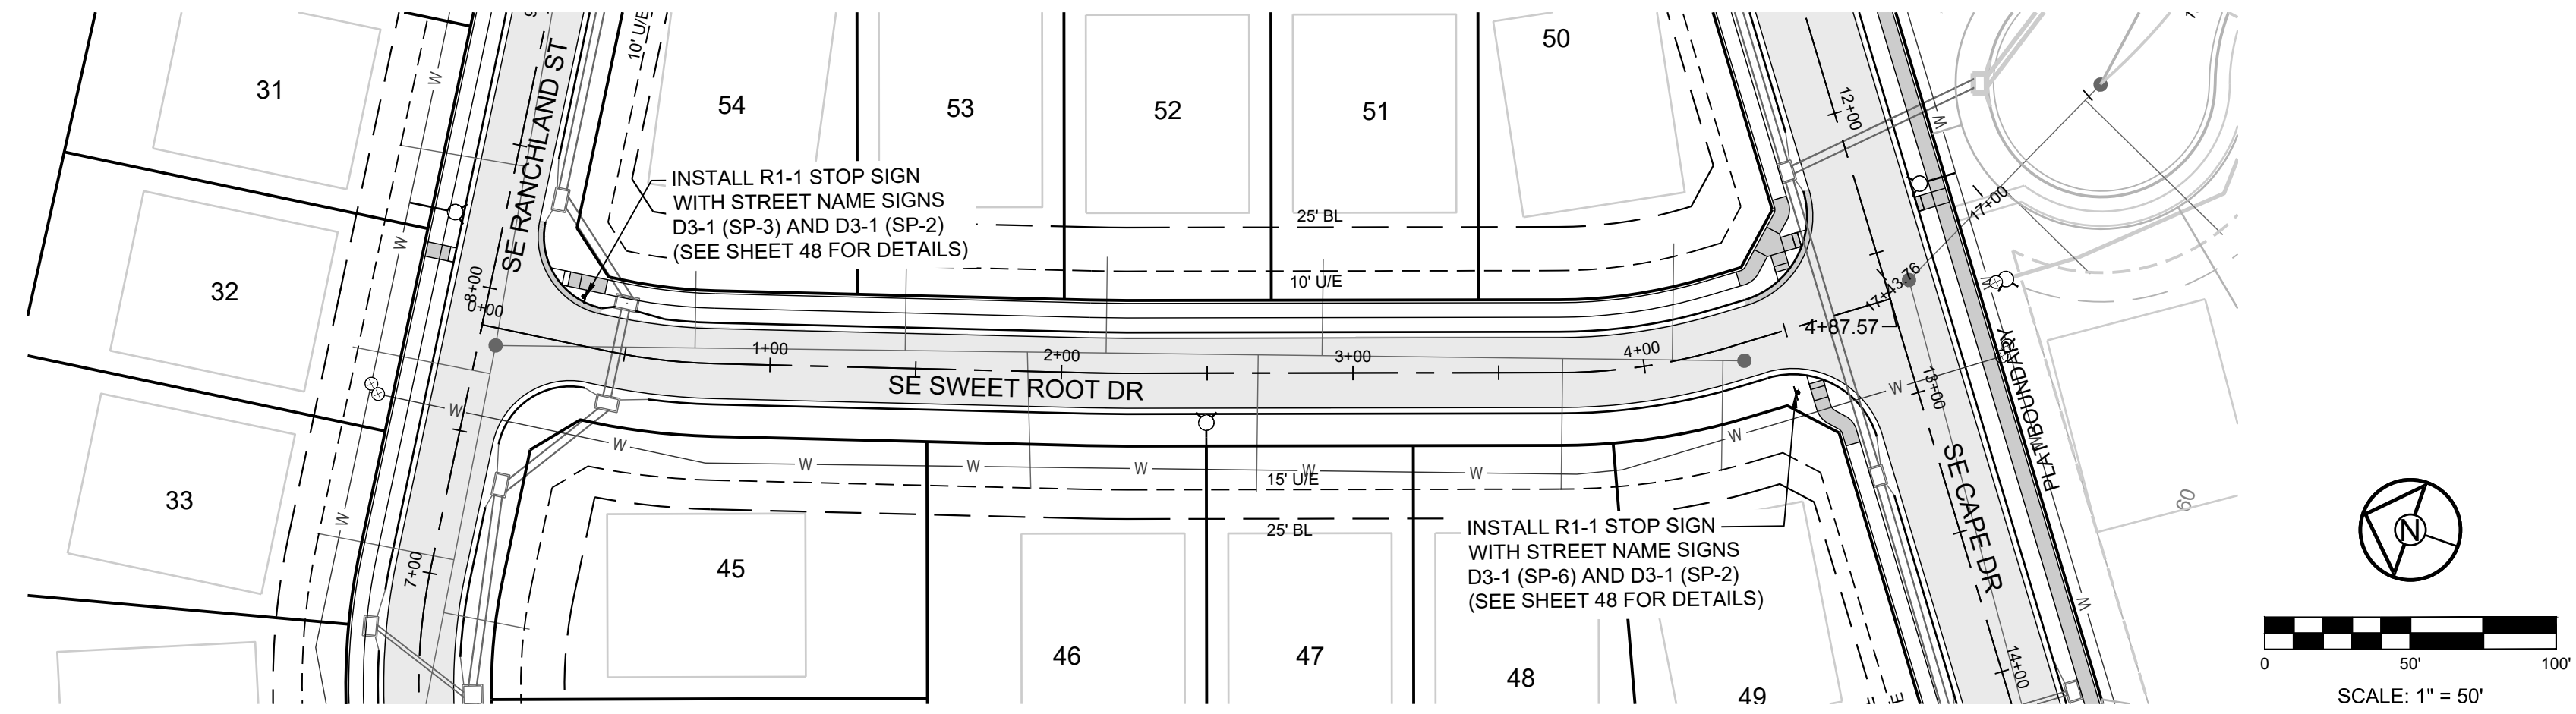 31
54
53
52
51
50
10' U/E
W
SE RANCHLAND ST
12+00
W
INSTALL R1-1 STOP SIGN
WITH STREET NAME SIGNS
D3-1 (SP-3) AND D3-1 (SP-2)
(SEE SHEET 48 FOR DETAILS)
25' BL
17+00
W
32
8+00
0+00
10' U/E
17+43.76
W
4+87.57
1+00
2+00
3+00
4+00
PLAT BOUNDARY
SE SWEET ROOT DR
W
W
13+00
W
W
W
W
W
W
W
W
15' U/E
33
W
SE CAPE DR
60
25' BL
INSTALL R1-1 STOP SIGN
WITH STREET NAME SIGNS
D3-1 (SP-6) AND D3-1 (SP-2)
(SEE SHEET 48 FOR DETAILS)
N
7+00
45
W
46
47
48
49
14+00
E
0
50'
100'
SCALE: 1" = 50'